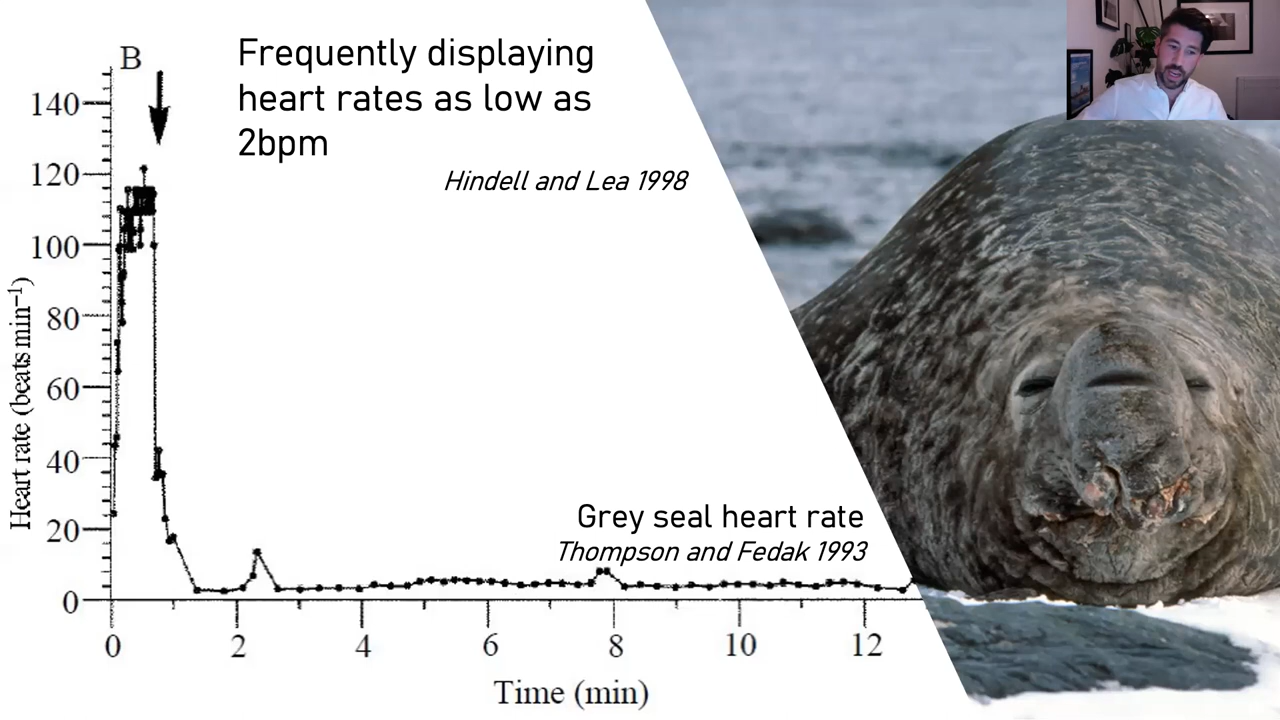 B
Frequently displaying
heart rates as low as
2bpm
Hindell and Lea 1998
140
120
100
80
60
40
20
0
Heart rate (beats min⁻¹)
Grey seal heart rate
Thompson and Fedak 1993
0 2 4 6 8 10 12
Time (min)